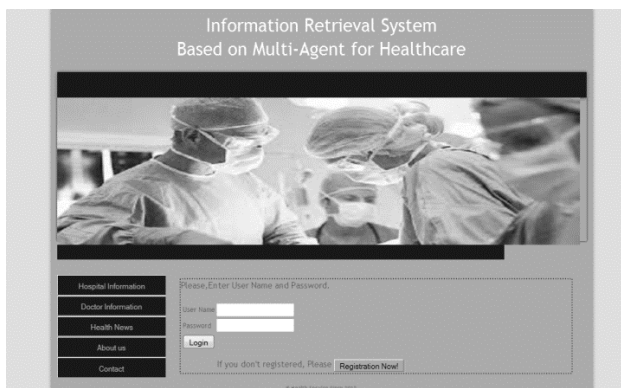 Information Retrieval System
Based on Multi-Agent for Healthcare
Hospital Information
Doctor Information
Health News
About us
Contact
Please,Enter User Name and Password.
User Name
Password
Login
If you don't registered, Please Registration Now!